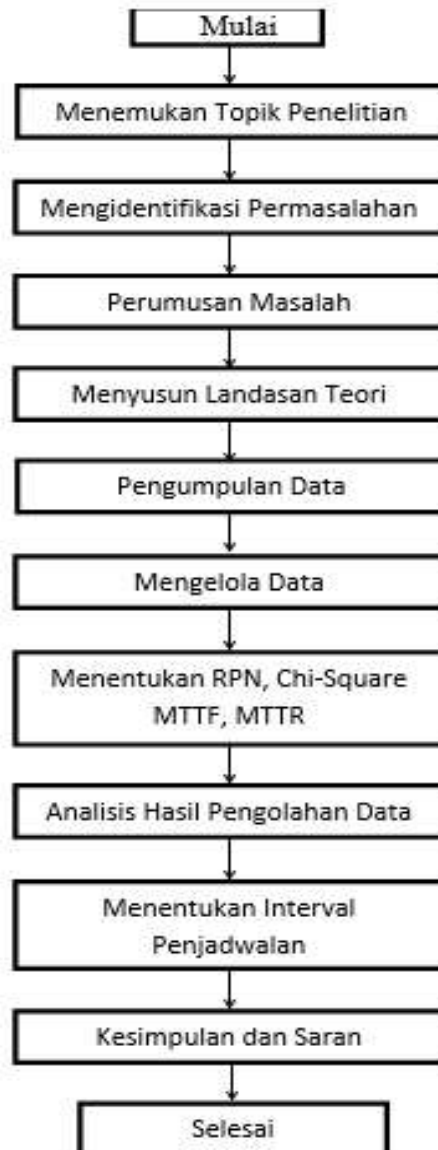 Mulai
Menemukan Topik Penelitian
Mengidentifikasi Permasalahan
Perumusan Masalah
Menyusun Landasan Teori
Pengumpulan Data
Mengelola Data
Menentukan RPN, Chi-Square
MTTF, MTTR
Analisis Hasil Pengolahan Data
Menentukan Interval
Penjadwalan
Kesimpulan dan Saran
Selesai